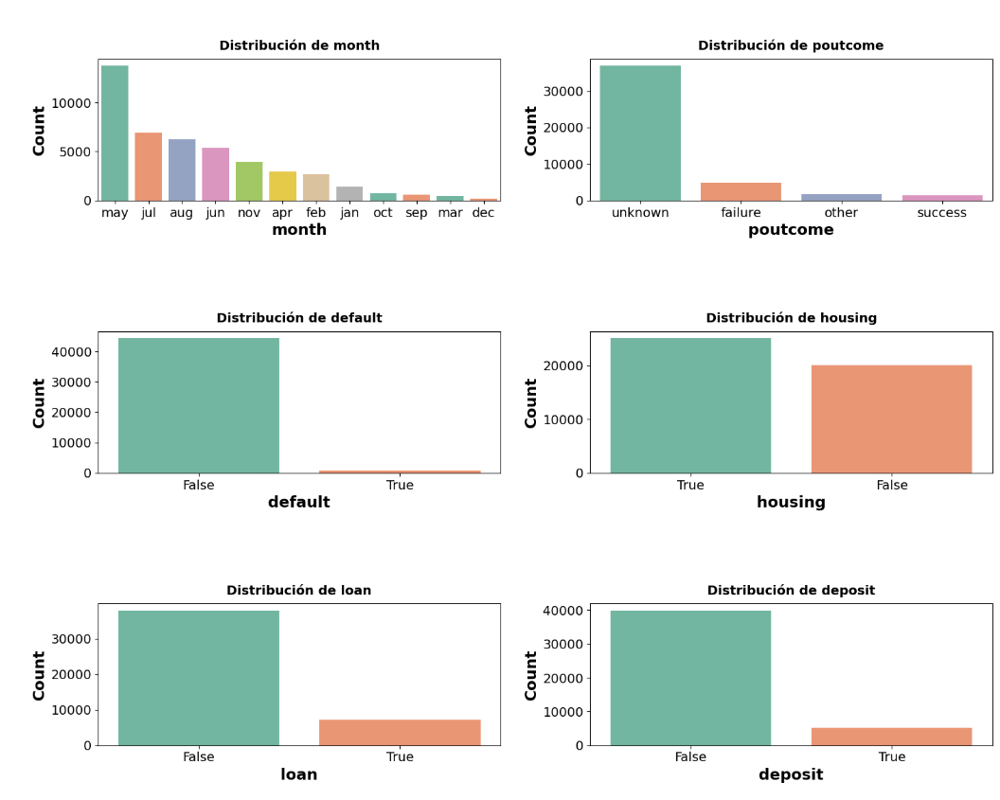 Distribución de month
Count
10000
5000
0
may jul aug jun nov apr feb jan oct sep mar dec
month
Distribución de poutcome
Count
30000
20000
10000
0
unknown failure other success
poutcome
Distribución de default
Count
40000
30000
20000
10000
0
False True
default
Distribución de housing
Count
20000
10000
0
True False
housing
Distribución de loan
Count
30000
20000
10000
0
False True
loan
Distribución de deposit
Count
40000
30000
20000
10000
0
False True
deposit